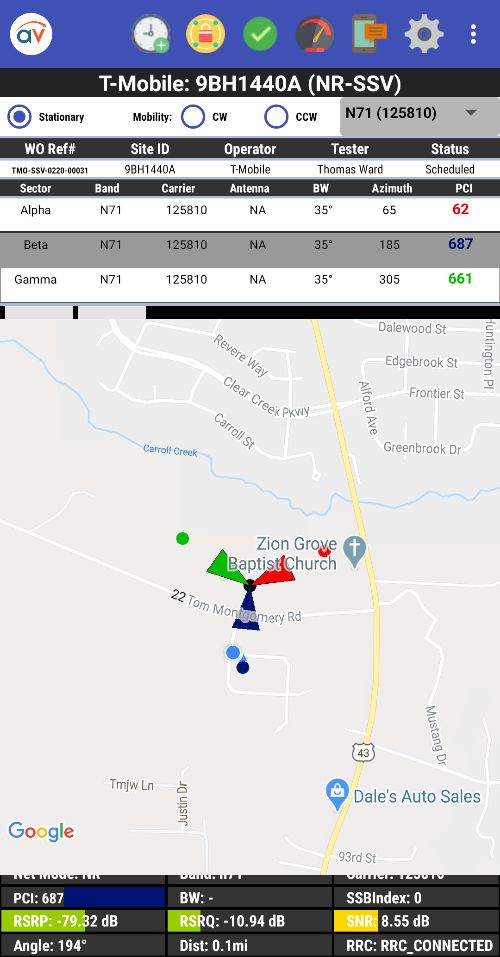 av
T-Mobile: 9BH1440A (NR-SSV)
Stationary Mobility: CW CCW N71 (125810)
WO Ref# Site ID Operator Tester Status
TMO-SSV-0220-00031 9BH1440A T-Mobile Thomas Ward Scheduled
Sector Band Carrier Antenna BW Azimuth PCI
Alpha N71 125810 NA 35° 65 62
Beta N71 125810 NA 35° 185 687
Gamma N71 125810 NA 35° 305 661
Dalewood St
Huntington Pl
Revere Way
Edgebrook St
Clear Creek Pkwy
Alford Ave
Frontier St
Carroll St
Greenbrook Dr
Carroll Creek
Zion Grove
Baptist Church
22 Tom Montgomery Rd
Mustang Dr
43
Tmjw Ln
Justin Dr
Dale's Auto Sales
Google
93rd St
Net Mode: NR Band: n71 Carrier: 125810
PCI: 687 BW: - SSBIndex: 0
RSRP: -79.32 dB RSRQ: -10.94 dB SNR: 8.55 dB
Angle: 194° Dist: 0.1mi RRC: RRC_CONNECTED